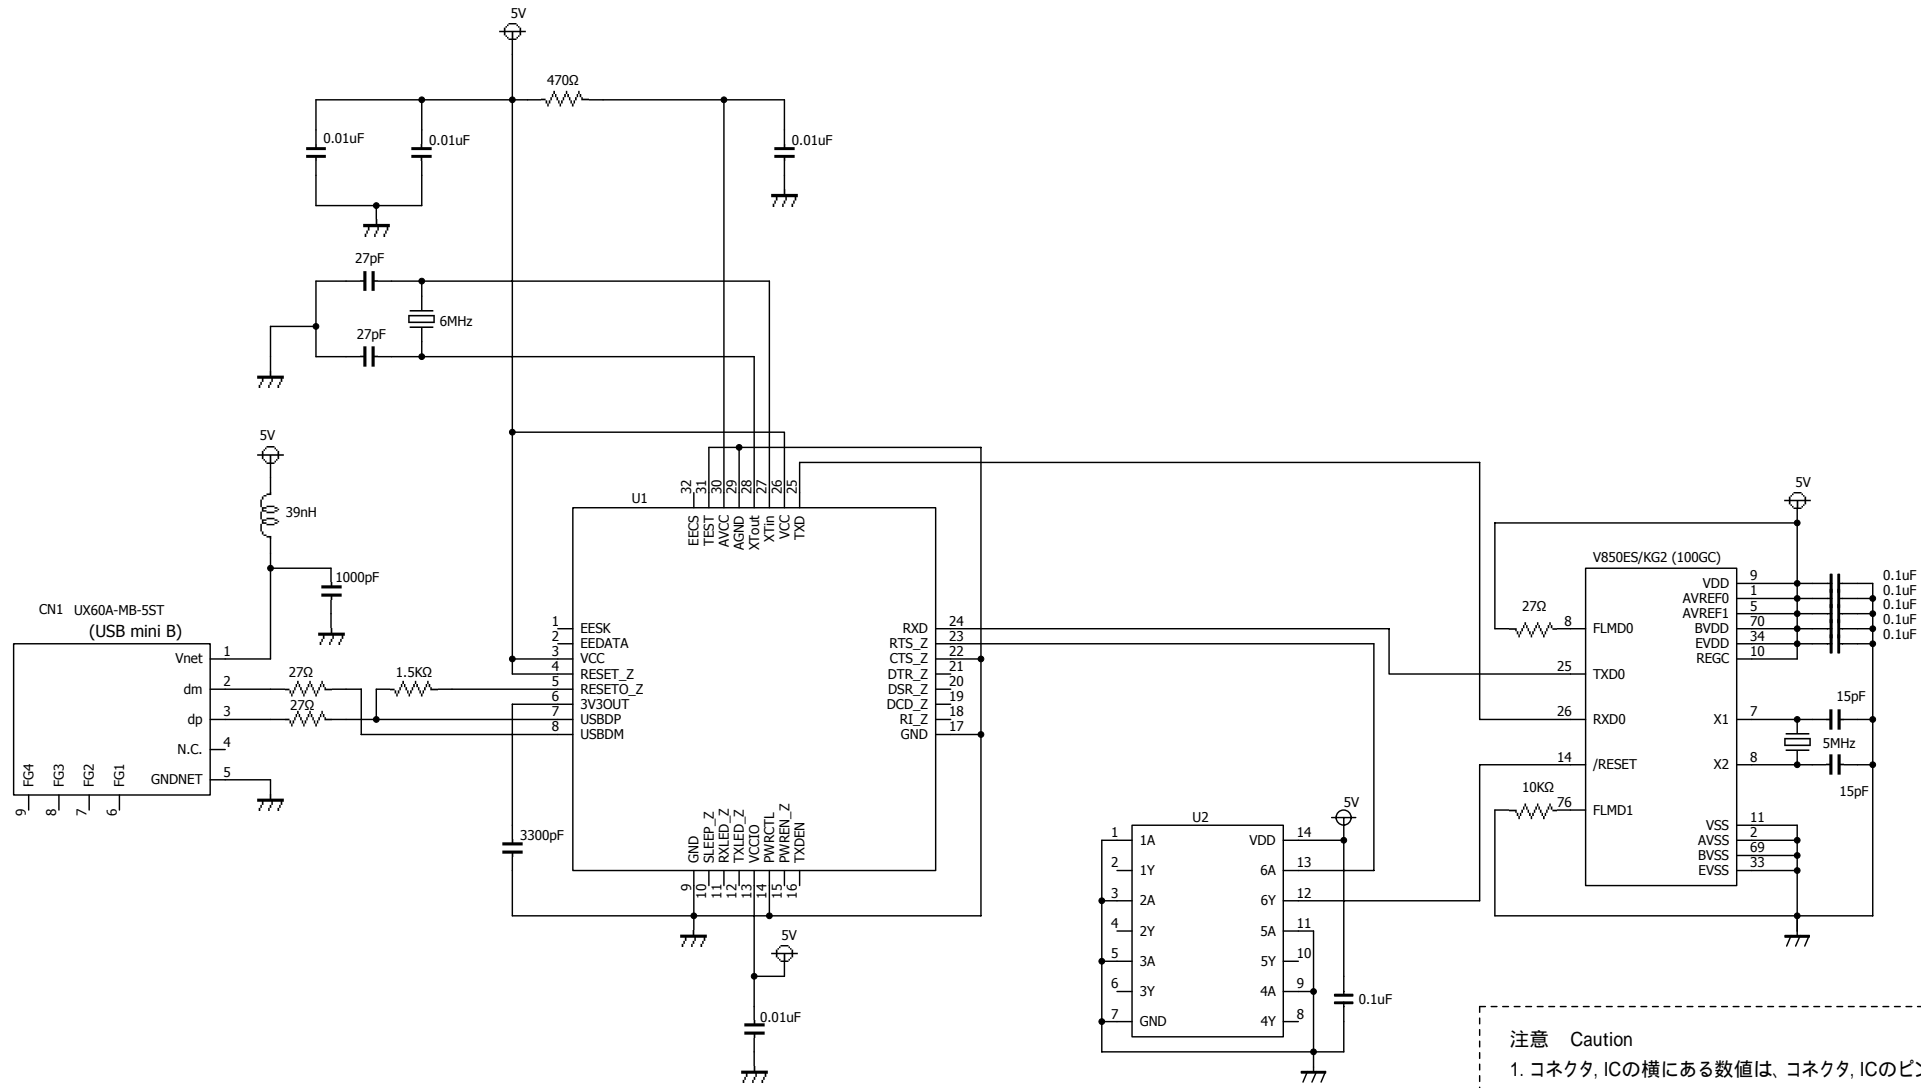 5V
470Ω
0.01uF
0.01uF
0.01uF
27pF
6MHz
27pF
5V
39nH
1000pF
CN1 UX60A-MB-5ST
(USB mini B)
Vnet 1
dm 2
dp 3
N.C. 4
GNDNET 5
FG4 9
FG3 8
FG2 7
FG1 6
27Ω
27Ω
1.5KΩ
3300pF
U1
32 EECS
31 TEST
30 AVCC
29 AGND
28 XTout
27 XTin
26 VCC
25 TXD
1 EESK
2 EEDATA
3 VCC
4 RESET_Z
5 RESETO_Z
6 3V3OUT
7 USBDP
8 USBDM
RXD 24
RTS_Z 23
CTS_Z 22
DTR_Z 21
DSR_Z 20
DCD_Z 19
RI_Z 18
GND 17
GND 9
SLEEP_Z 10
RXLED_Z 11
TXLED_Z 12
VCCIO 13
PWRCTL 14
PWREN_Z 15
TXDEN 16
5V
0.01uF
U2
1 1A
2 1Y
3 2A
4 2Y
5 3A
6 3Y
7 GND
VDD 14
6A 13
6Y 12
5A 11
5Y 10
4A 9
4Y 8
5V
0.1uF
5V
V850ES/KG2 (100GC)
27Ω
8 FLMD0
25 TXD0
26 RXD0
14 /RESET
10KΩ
76 FLMD1
VDD 9
AVREF0 1
AVREF1 5
BVDD 70
EVDD 34
REGC 10
X1 7
X2 8
VSS 11
AVSS 2
BVSS 69
EVSS 33
0.1uF
0.1uF
0.1uF
0.1uF
0.1uF
15pF
5MHz
15pF
注意 Caution
1. コネクタ, ICの横にある数値は、コネクタ, ICのピン